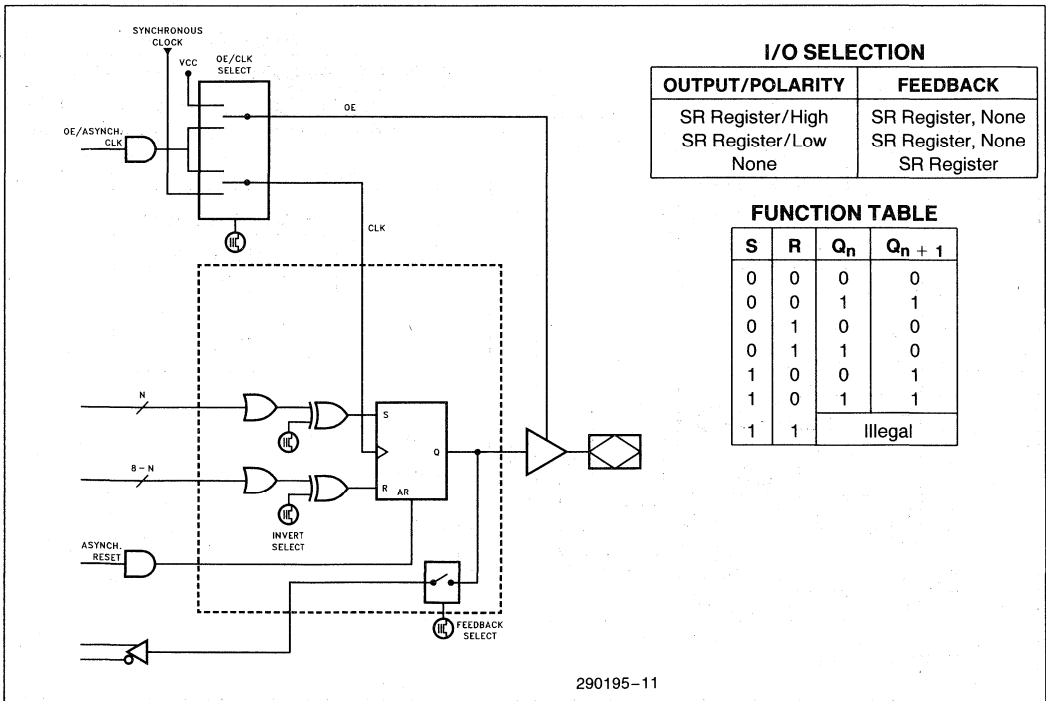 SYNCHRONOUS
CLOCK
VCC
OE/CLK
SELECT
OE
OE/ASYNCH.
CLK
CLK
N
S
Q
8 – N
R
AR
INVERT
SELECT
ASYNCH.
RESET
FEEDBACK
SELECT
290195–11
I/O SELECTION
OUTPUT/POLARITY FEEDBACK
SR Register/High SR Register, None
SR Register/Low SR Register, None
None SR Register
FUNCTION TABLE
S R Qn Qn + 1
0 0 0 0
0 0 1 1
0 1 0 0
0 1 1 0
1 0 0 1
1 0 1 1
1 1 Illegal